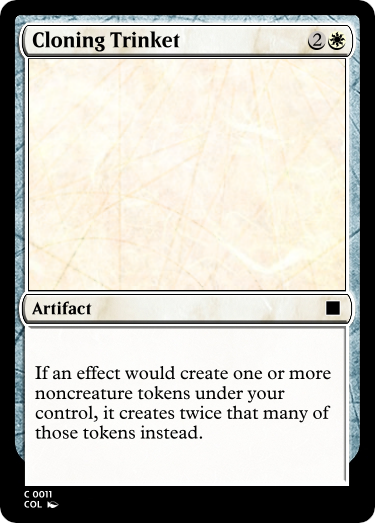 Cloning Trinket 2
Artifact
If an effect would create one or more
noncreature tokens under your
control, it creates twice that many of
those tokens instead.
C 0011
COL